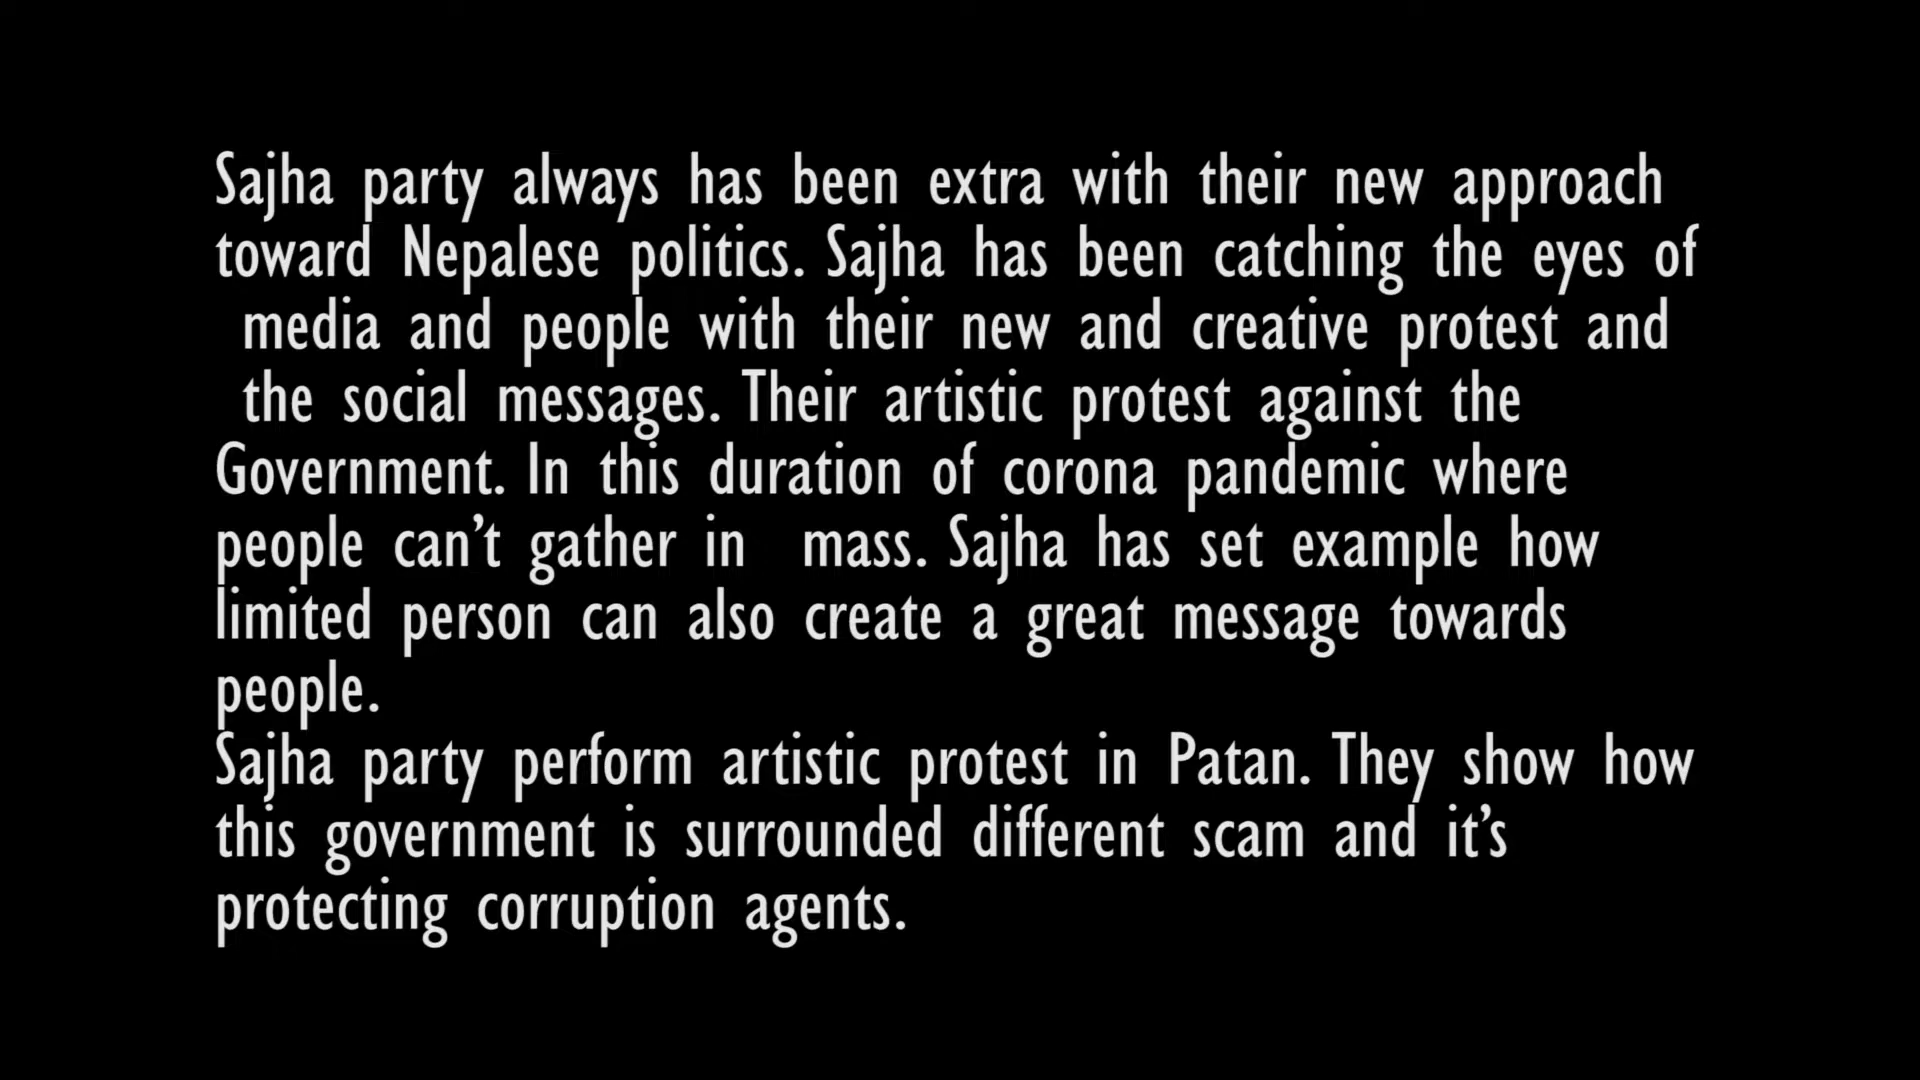 Sajha party always has been extra with their new approach
toward Nepalese politics. Sajha has been catching the eyes of
media and people with their new and creative protest and
the social messages. Their artistic protest against the
Government. In this duration of corona pandemic where
people can’t gather in mass. Sajha has set example how
limited person can also create a great message towards
people.
Sajha party perform artistic protest in Patan. They show how
this government is surrounded different scam and it’s
protecting corruption agents.